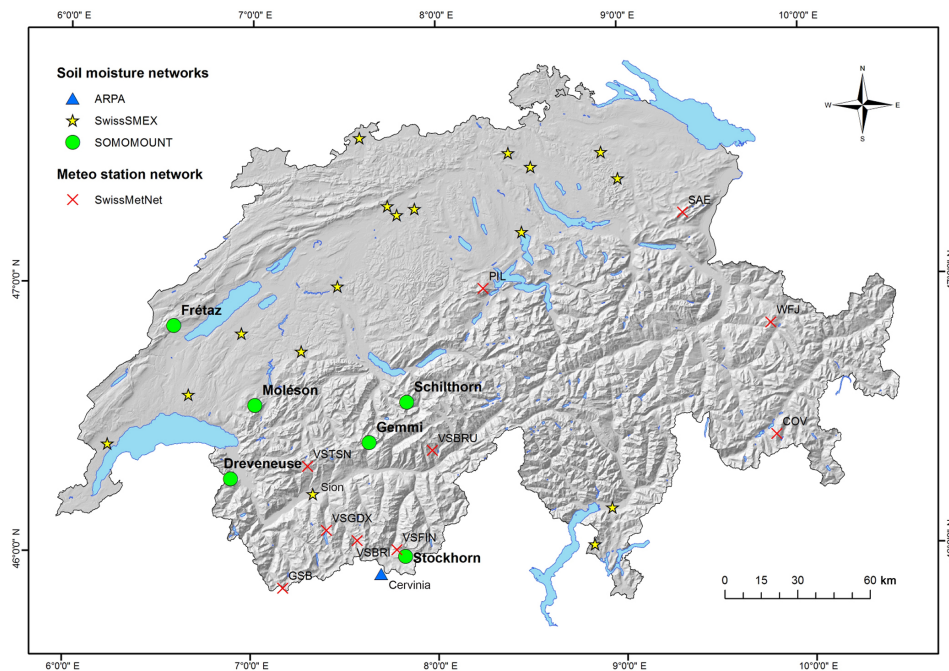 6°0'0" E 7°0'0" E 8°0'0" E 9°0'0" E 10°0'0" E
Soil moisture networks
ARPA
SwissSMEX
SOMOMOUNT
Meteo station network
SwissMetNet
N
W E
S
SAE
47°0'0" N
PIL
Frétaz
WFJ
Moléson
Schilthorn
COV
Gemmi
VSBRU
Dreveneuse
VSTSN
Sion
VSGDX
VSFIN
VSBRI
46°0'0" N
Stockhorn
GSB
Cervinia
0 15 30 60 km
6°0'0" E 7°0'0" E 8°0'0" E 9°0'0" E 10°0'0" E